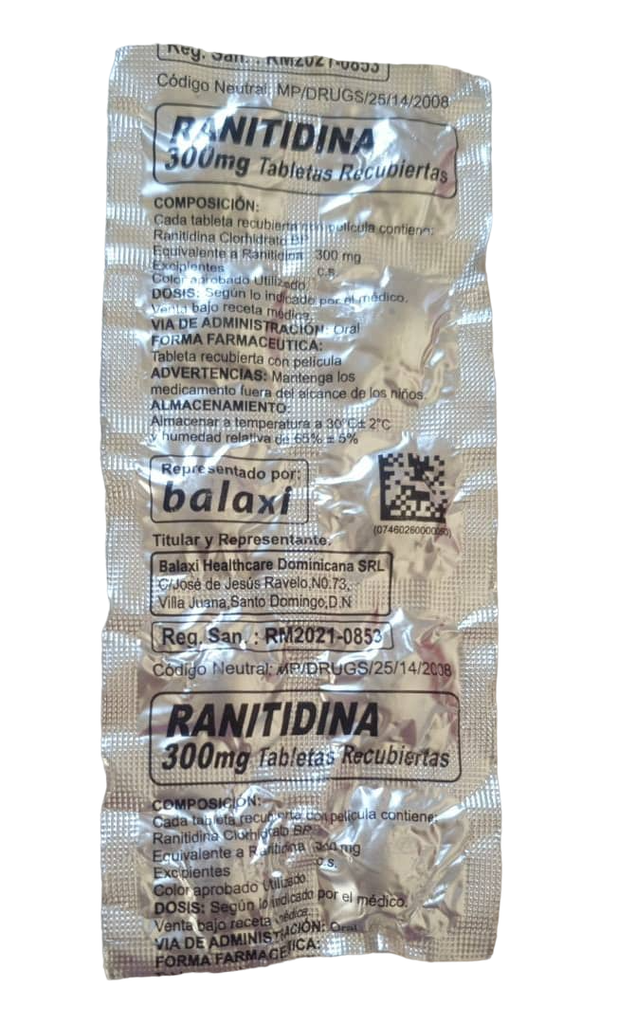 Reg. San. : RM2021-0853
Código Neutral: MP/DRUGS/25/14/2008
RANITIDINA
300mg Tabletas Recubiertas
COMPOSICIÓN:
Cada tableta recubierta con película contiene:
Ranitidina Clorhidrato BP
Equivalente a Ranitidina 300 mg
Excipientes c.s.
Color aprobado Utilizado.
DOSIS: Según lo indicado por el médico.
Venta bajo receta médica.
VIA DE ADMINISTRACIÓN: Oral
FORMA FARMACEUTICA:
Tableta recubierta con película
ADVERTENCIAS: Mantenga los
medicamento fuera del alcance de los niños.
ALMACENAMIENTO:
Almacenar a temperatura a 30°C± 2°C
y humedad relativa de 65% ± 5%
Representado por:
balaxi
Titular y Representante:
Balaxi Healthcare Dominicana SRL
C/José de Jesús Ravelo,N0.73,
Villa Juana,Santo Domingo,D.N
Reg. San. : RM2021-0853
Código Neutral: MP/DRUGS/25/14/2008
RANITIDINA
300mg Tabletas Recubiertas
COMPOSICIÓN:
Cada tableta recubierta con película contiene:
Ranitidina Clorhidrato BP
Equivalente a Ranitidina 300 mg
Excipientes c.s.
Color aprobado Utilizado.
DOSIS: Según lo indicado por el médico.
Venta bajo receta médica.
VIA DE ADMINISTRACIÓN: Oral
FORMA FARMACEUTICA: